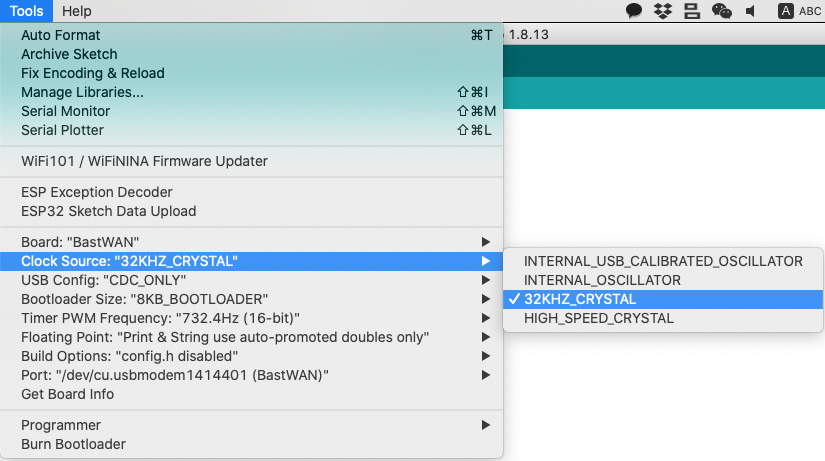 Tools Help A ABC
Auto Format ⌘T 1.8.13
Archive Sketch
Fix Encoding & Reload
Manage Libraries... ⇧⌘I
Serial Monitor ⇧⌘M
Serial Plotter ⇧⌘L
WiFi101 / WiFiNINA Firmware Updater
ESP Exception Decoder
ESP32 Sketch Data Upload
Board: "BastWAN"
Clock Source: "32KHZ_CRYSTAL"
USB Config: "CDC_ONLY"
Bootloader Size: "8KB_BOOTLOADER"
Timer PWM Frequency: "732.4Hz (16-bit)"
Floating Point: "Print & String use auto-promoted doubles only"
Build Options: "config.h disabled"
Port: "/dev/cu.usbmodem1414401 (BastWAN)"
Get Board Info
Programmer
Burn Bootloader
INTERNAL_USB_CALIBRATED_OSCILLATOR
INTERNAL_OSCILLATOR
✓ 32KHZ_CRYSTAL
HIGH_SPEED_CRYSTAL